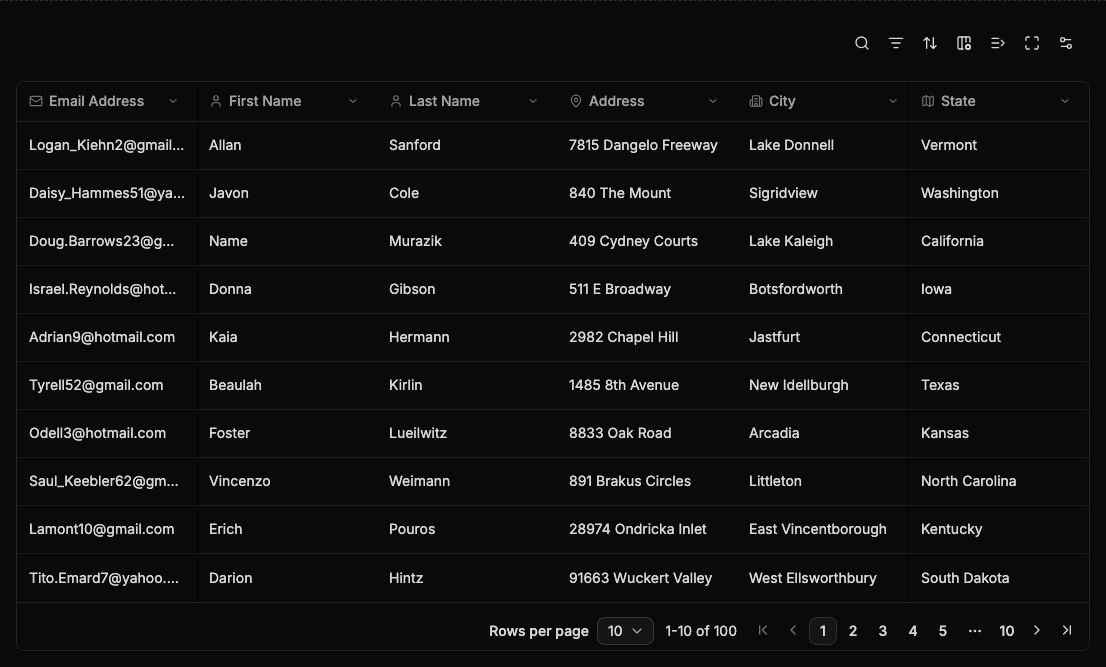 Email Address First Name Last Name Address City State
Logan_Kiehn2@gmail... Allan Sanford 7815 Dangelo Freeway Lake Donnell Vermont
Daisy_Hammes51@ya... Javon Cole 840 The Mount Sigridview Washington
Doug.Barrows23@g... Name Murazik 409 Cydney Courts Lake Kaleigh California
Israel.Reynolds@hot... Donna Gibson 511 E Broadway Botsfordworth Iowa
Adrian9@hotmail.com Kaia Hermann 2982 Chapel Hill Jastfurt Connecticut
Tyrell52@gmail.com Beaulah Kirlin 1485 8th Avenue New Idellburgh Texas
Odell3@hotmail.com Foster Lueilwitz 8833 Oak Road Arcadia Kansas
Saul_Keebler62@gm... Vincenzo Weimann 891 Brakus Circles Littleton North Carolina
Lamont10@gmail.com Erich Pouros 28974 Ondricka Inlet East Vincentborough Kentucky
Tito.Emard7@yahoo.... Darion Hintz 91663 Wuckert Valley West Ellsworthbury South Dakota
Rows per page 10 1-10 of 100 1 2 3 4 5 ... 10